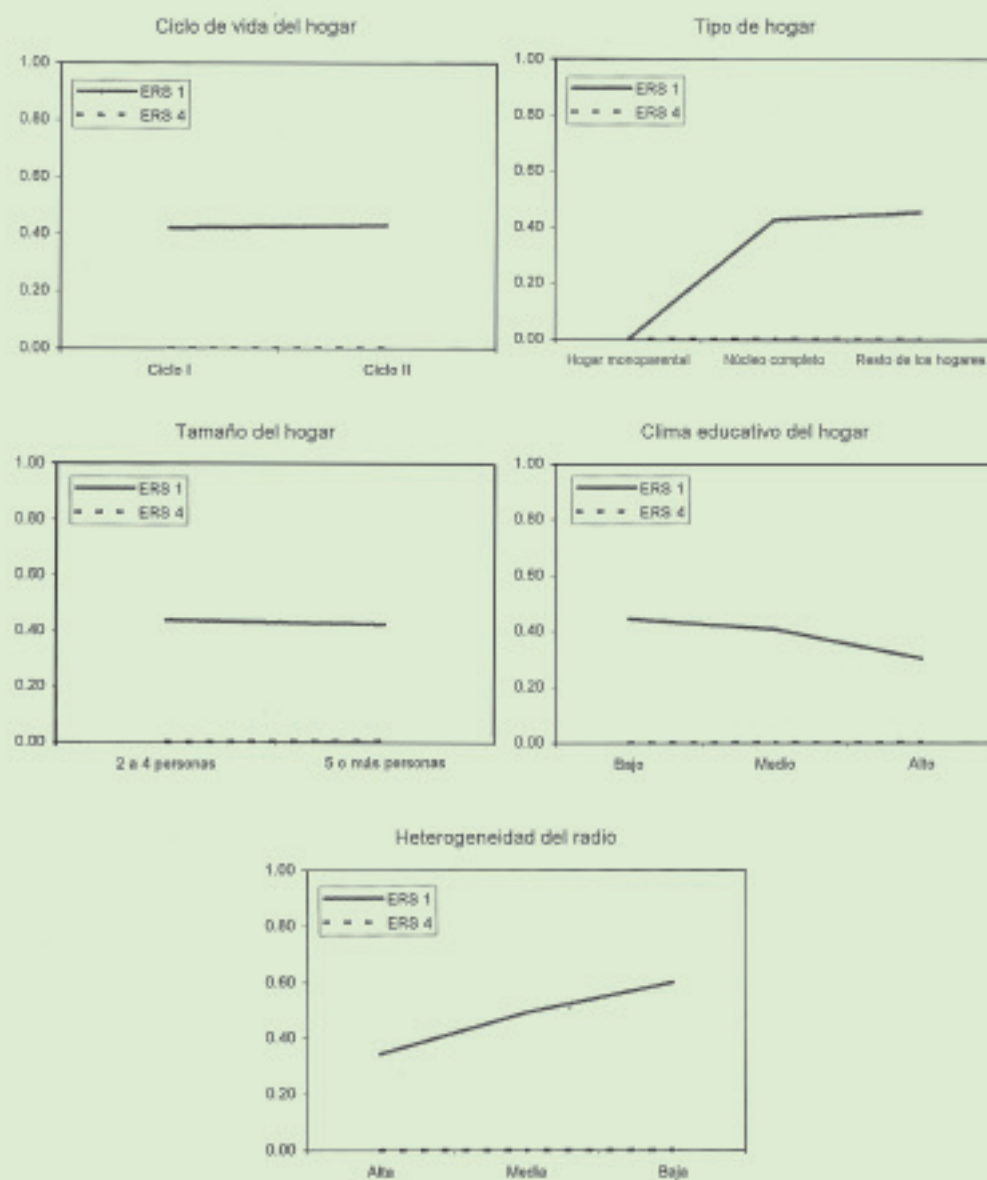 Ciclo de vida del hogar
1.00
0.80
0.60
0.40
0.20
0.00
ERS 1
ERS 4
Ciclo I
Ciclo II
Tipo de hogar
1.00
0.80
0.60
0.40
0.20
0.00
ERS 1
ERS 4
Hogar monoparental
Núcleo completo
Resto de los hogares
Tamaño del hogar
1.00
0.80
0.60
0.40
0.20
0.00
ERS 1
ERS 4
2 a 4 personas
5 o más personas
Clima educativo del hogar
1.00
0.80
0.60
0.40
0.20
0.00
ERS 1
ERS 4
Bajo
Medio
Alto
Heterogeneidad del radio
1.00
0.80
0.60
0.40
0.20
0.00
ERS 1
ERS 4
Alta
Media
Baja